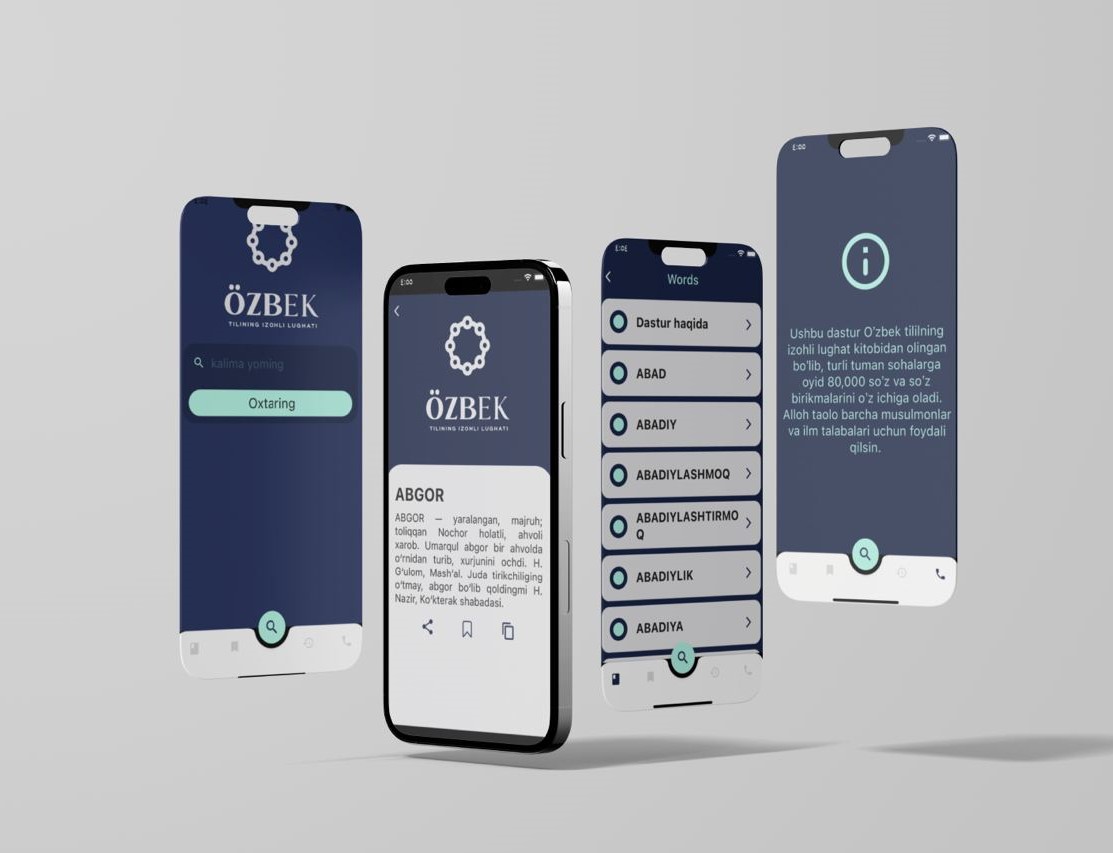 ÖZBEK
TILINING IZOHLI LUGHATI
kalima yoming
Oxtaring
ÖZBEK
TILINING IZOHLI LUGHATI
ABGOR
ABGOR — yaralangan, majruh;
toliqqan Nochor holatli, ahvoli
xarob. Umarqul abgor bir ahvolda
o'rnidan turib, xurjunini ochdi. H.
G'ulom, Mash'al. Juda tirikchiliging
o'tmay, abgor bo'lib qoldingmi H.
Nazir, Ko'kterak shabadasi.
Words
Dastur haqida
ABAD
ABADIY
ABADIYLASHMOQ
ABADIYLASHTIRMO
Q
ABADIYLIK
ABADIYA
Ushbu dastur O'zbek tililning
izohli lughat kitobidan olingan
bo'lib, turli tuman sohalarga
oyid 80,000 so'z va so'z
birikmalarini o'z ichiga oladi.
Alloh taolo barcha musulmonlar
va ilm talabalari uchun foydali
qilsin.